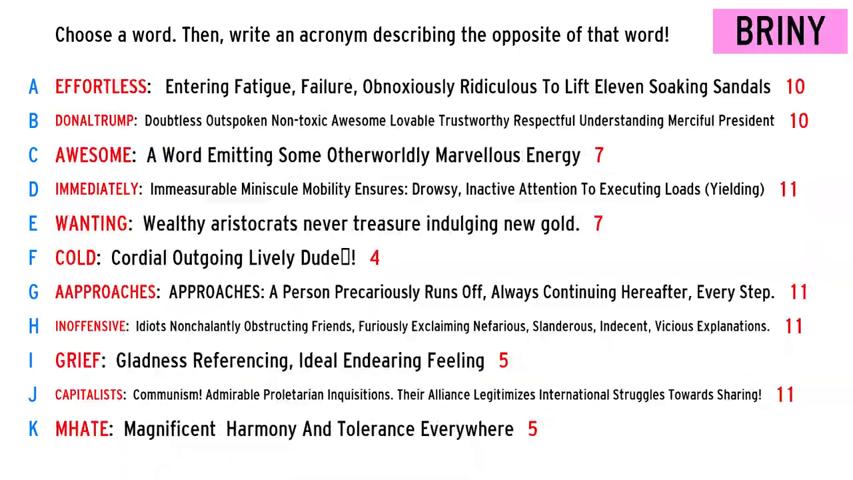 Choose a word. Then, write an acronym describing the opposite of that word!
BRINY
A EFFORTLESS: Entering Fatigue, Failure, Obnoxiously Ridiculous To Lift Eleven Soaking Sandals 10
B DONALTRUMP: Doubtless Outspoken Non-toxic Awesome Lovable Trustworthy Respectful Understanding Merciful President 10
C AWESOME: A Word Emitting Some Otherworldly Marvellous Energy 7
D IMMEDIATELY: Immeasurable Miniscule Mobility Ensures: Drowsy, Inactive Attention To Executing Loads (Yielding) 11
E WANTING: Wealthy aristocrats never treasure indulging new gold. 7
F COLD: Cordial Outgoing Lively Dude▯! 4
G AAPPROACHES: APPROACHES: A Person Precariously Runs Off, Always Continuing Hereafter, Every Step. 11
H INOFFENSIVE: Idiots Nonchalantly Obstructing Friends, Furiously Exclaiming Nefarious, Slanderous, Indecent, Vicious Explanations. 11
I GRIEF: Gladness Referencing, Ideal Endearing Feeling 5
J CAPITALISTS: Communism! Admirable Proletarian Inquisitions. Their Alliance Legitimizes International Struggles Towards Sharing! 11
K MHATE: Magnificent Harmony And Tolerance Everywhere 5